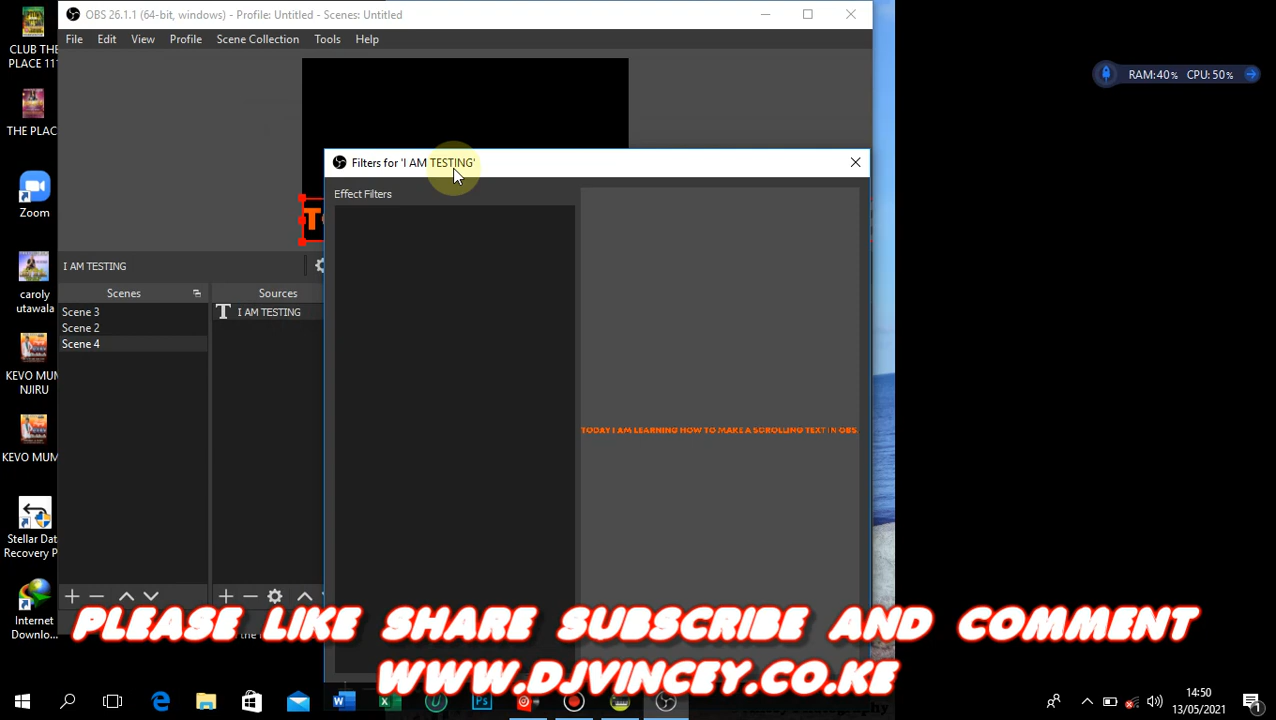 OBS 26.1.1 (64-bit, windows) - Profile: Untitled - Scenes: Untitled
File Edit View Profile Scene Collection Tools Help
CLUB THE
PLACE 11
THE PLAC
Zoom
caroly
utawala
KEVO MUM
NJIRU
KEVO MUM
Stellar Dat
Recovery P
Internet
Downlo...
RAM:40% CPU:50%
Filters for 'I AM TESTING'
Effect Filters
I AM TESTING
Scenes
Sources
Scene 3
Scene 2
Scene 4
I AM TESTING
TODAY I AM LEARNING HOW TO MAKE A SCROLLING TEXT IN OBS.
PLEASE LIKE SHARE SUBSCRIBE AND COMMENT
WWW.DJVINCEY.CO.KE
14:50
13/05/2021